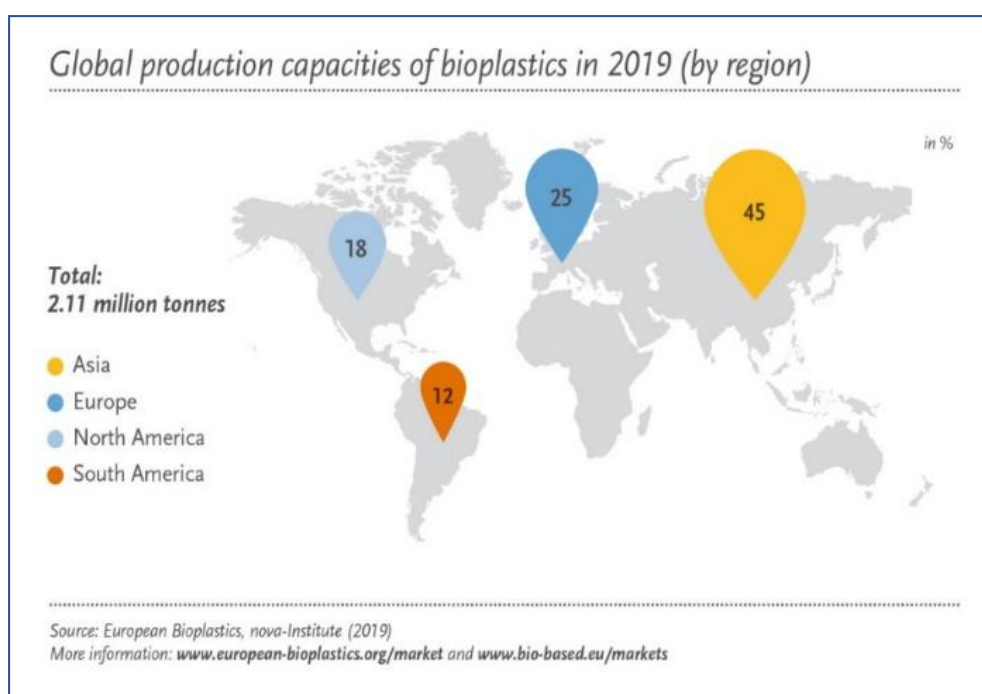 Global production capacities of bioplastics in 2019 (by region)
in %
25
45
18
Total:
2.11 million tonnes
Asia
12
Europe
North America
South America
Source: European Bioplastics, nova-Institute (2019)
More information: www.european-bioplastics.org/market and www.bio-based.eu/markets